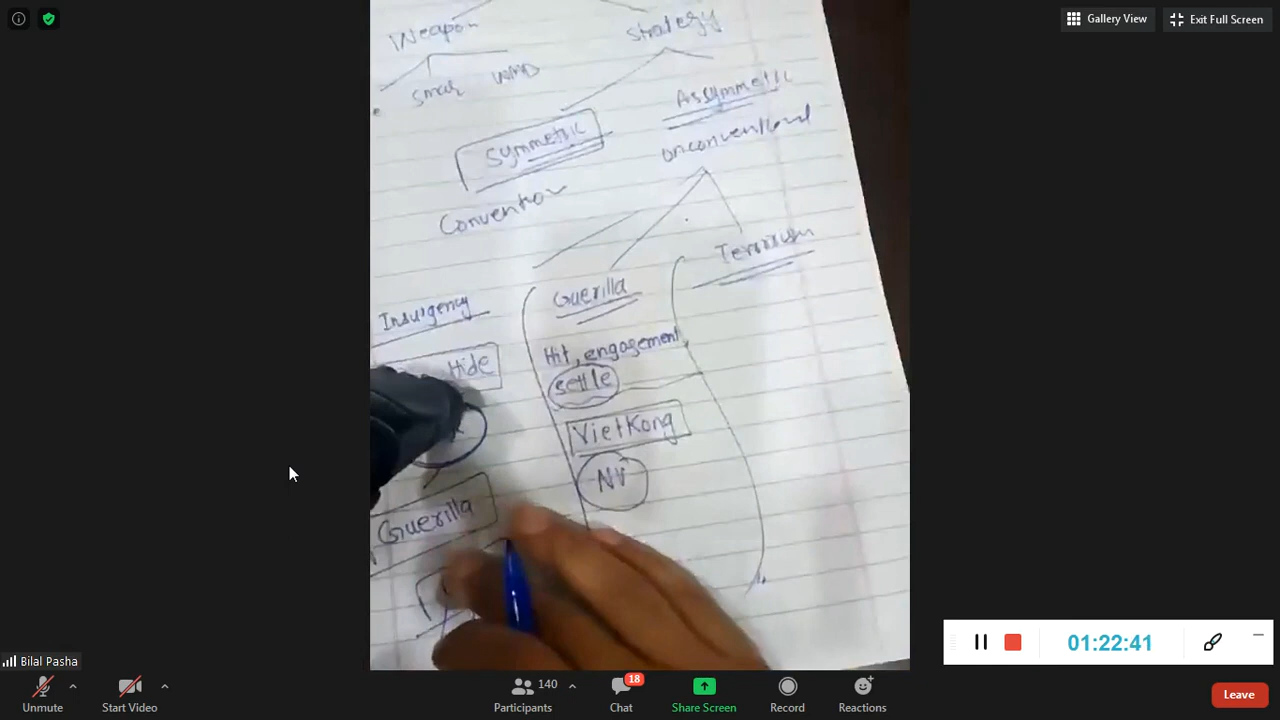 Gallery View
Exit Full Screen
Weapon
Strategy
Small WMD
Assymmetric
Symmetric
unconventional
Convention
Terrorism
Insurgency
Guerilla
Hide
Hit, engagement
settle
VietKong
NV
Guerilla
01:22:41
Bilal Pasha
Unmute
Start Video
140
Participants
18
Chat
Share Screen
Record
Reactions
Leave